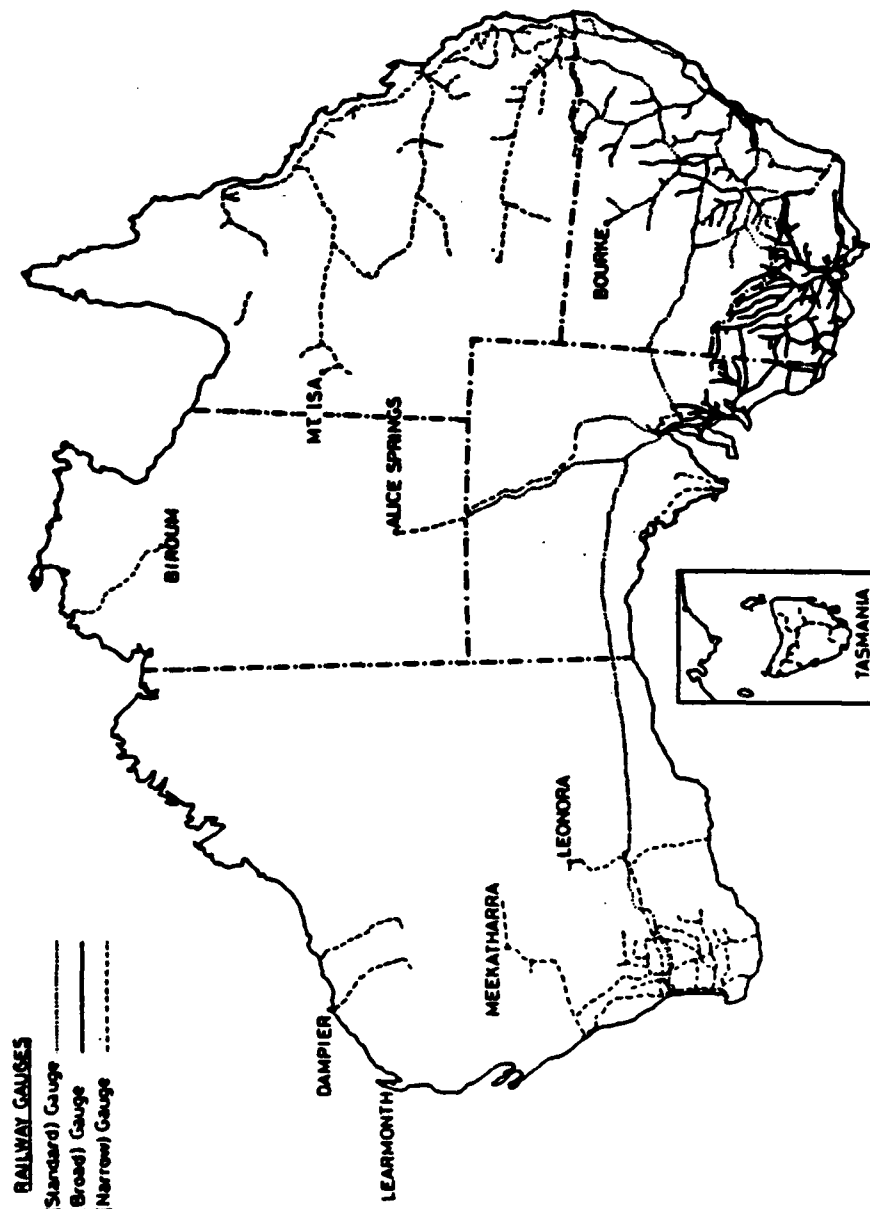 RAILWAY GAUGES
(Standard) Gauge
Broad) Gauge
(Narrow) Gauge
DAMPIER
LEARMONTH
MEEKATHARRA
LEONORA
BIRDUM
ALICE SPRINGS
MT ISA
BOURKE
TASMANIA